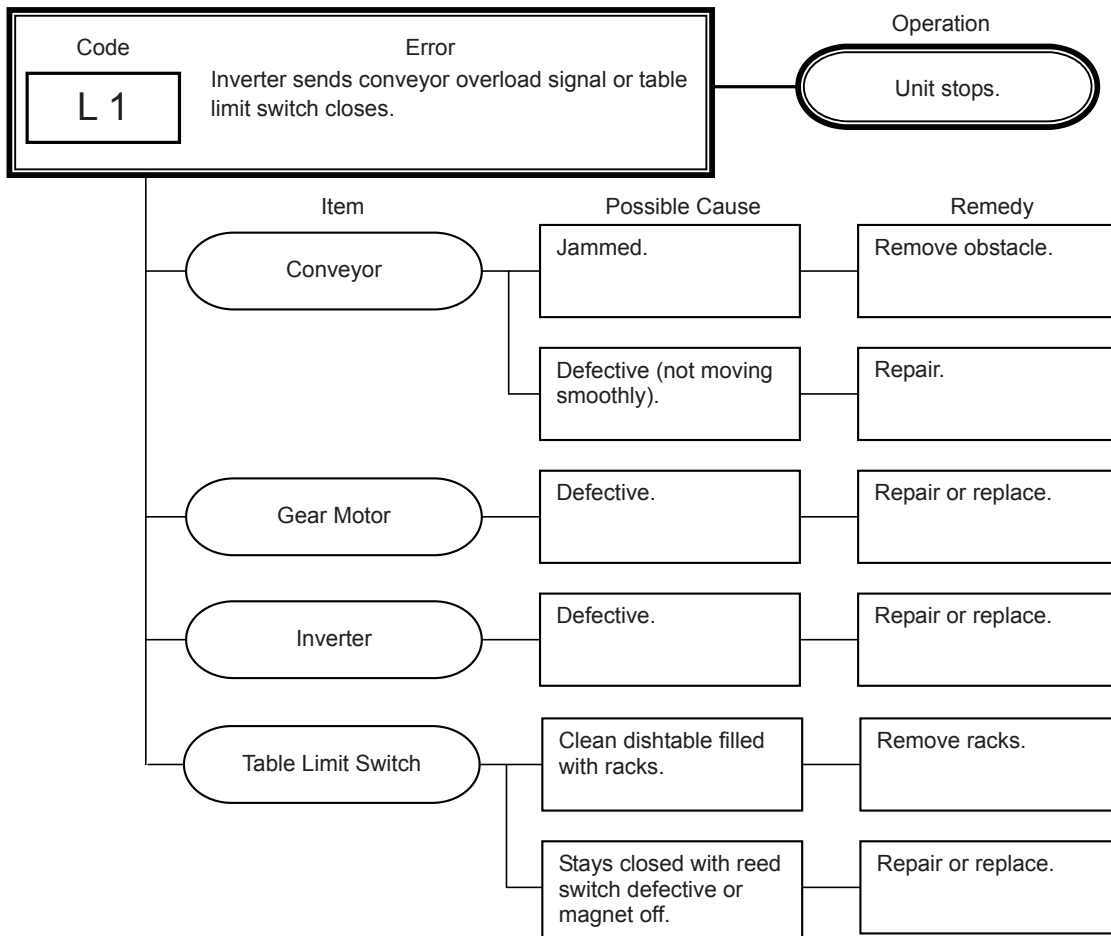 Code
Error
Operation
L 1
Inverter sends conveyor overload signal or table
limit switch closes.
Unit stops.
Item
Possible Cause
Remedy
Conveyor
Jammed.
Remove obstacle.
Defective (not moving
smoothly).
Repair.
Gear Motor
Defective.
Repair or replace.
Inverter
Defective.
Repair or replace.
Table Limit Switch
Clean dishtable filled
with racks.
Remove racks.
Stays closed with reed
switch defective or
magnet off.
Repair or replace.